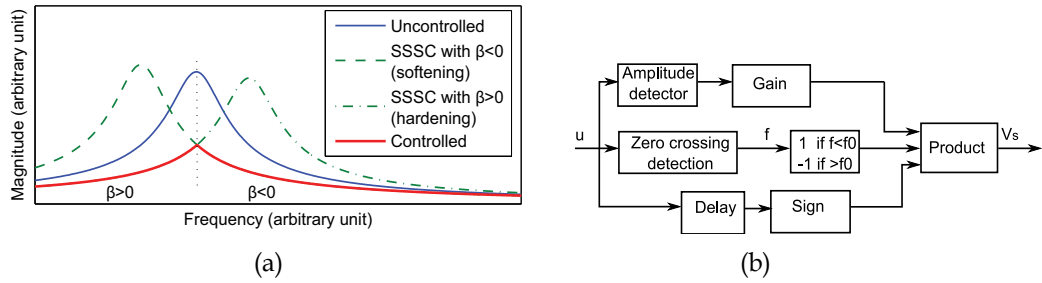 Magnitude (arbitrary unit)
Uncontrolled
SSSC with β<0
(softening)
SSSC with β>0
(hardening)
Controlled
β>0
β<0
Frequency (arbitrary unit)
(a)
Amplitude
detector
Gain
u
Zero crossing
detection
f
1 if f<f0
-1 if >f0
Product
Vs
Delay
Sign
(b)